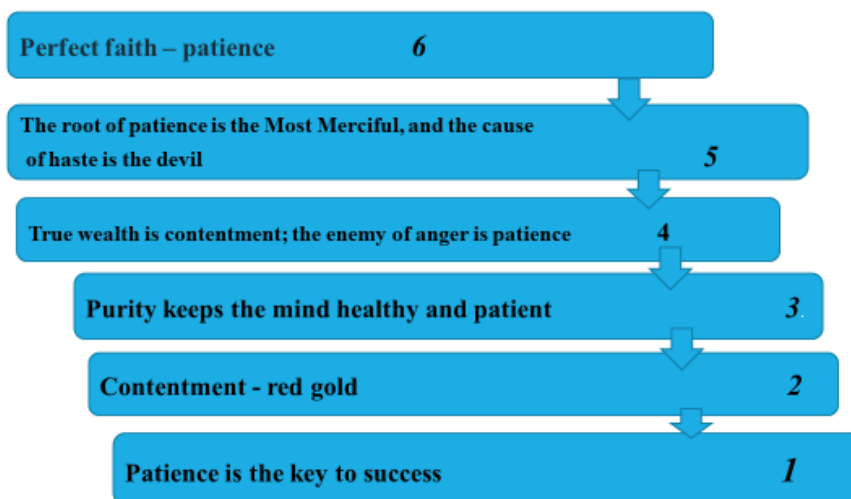 Perfect faith – patience 6
The root of patience is the Most Merciful, and the cause
of haste is the devil 5
True wealth is contentment; the enemy of anger is patience 4
Purity keeps the mind healthy and patient 3.
Contentment - red gold 2
Patience is the key to success 1